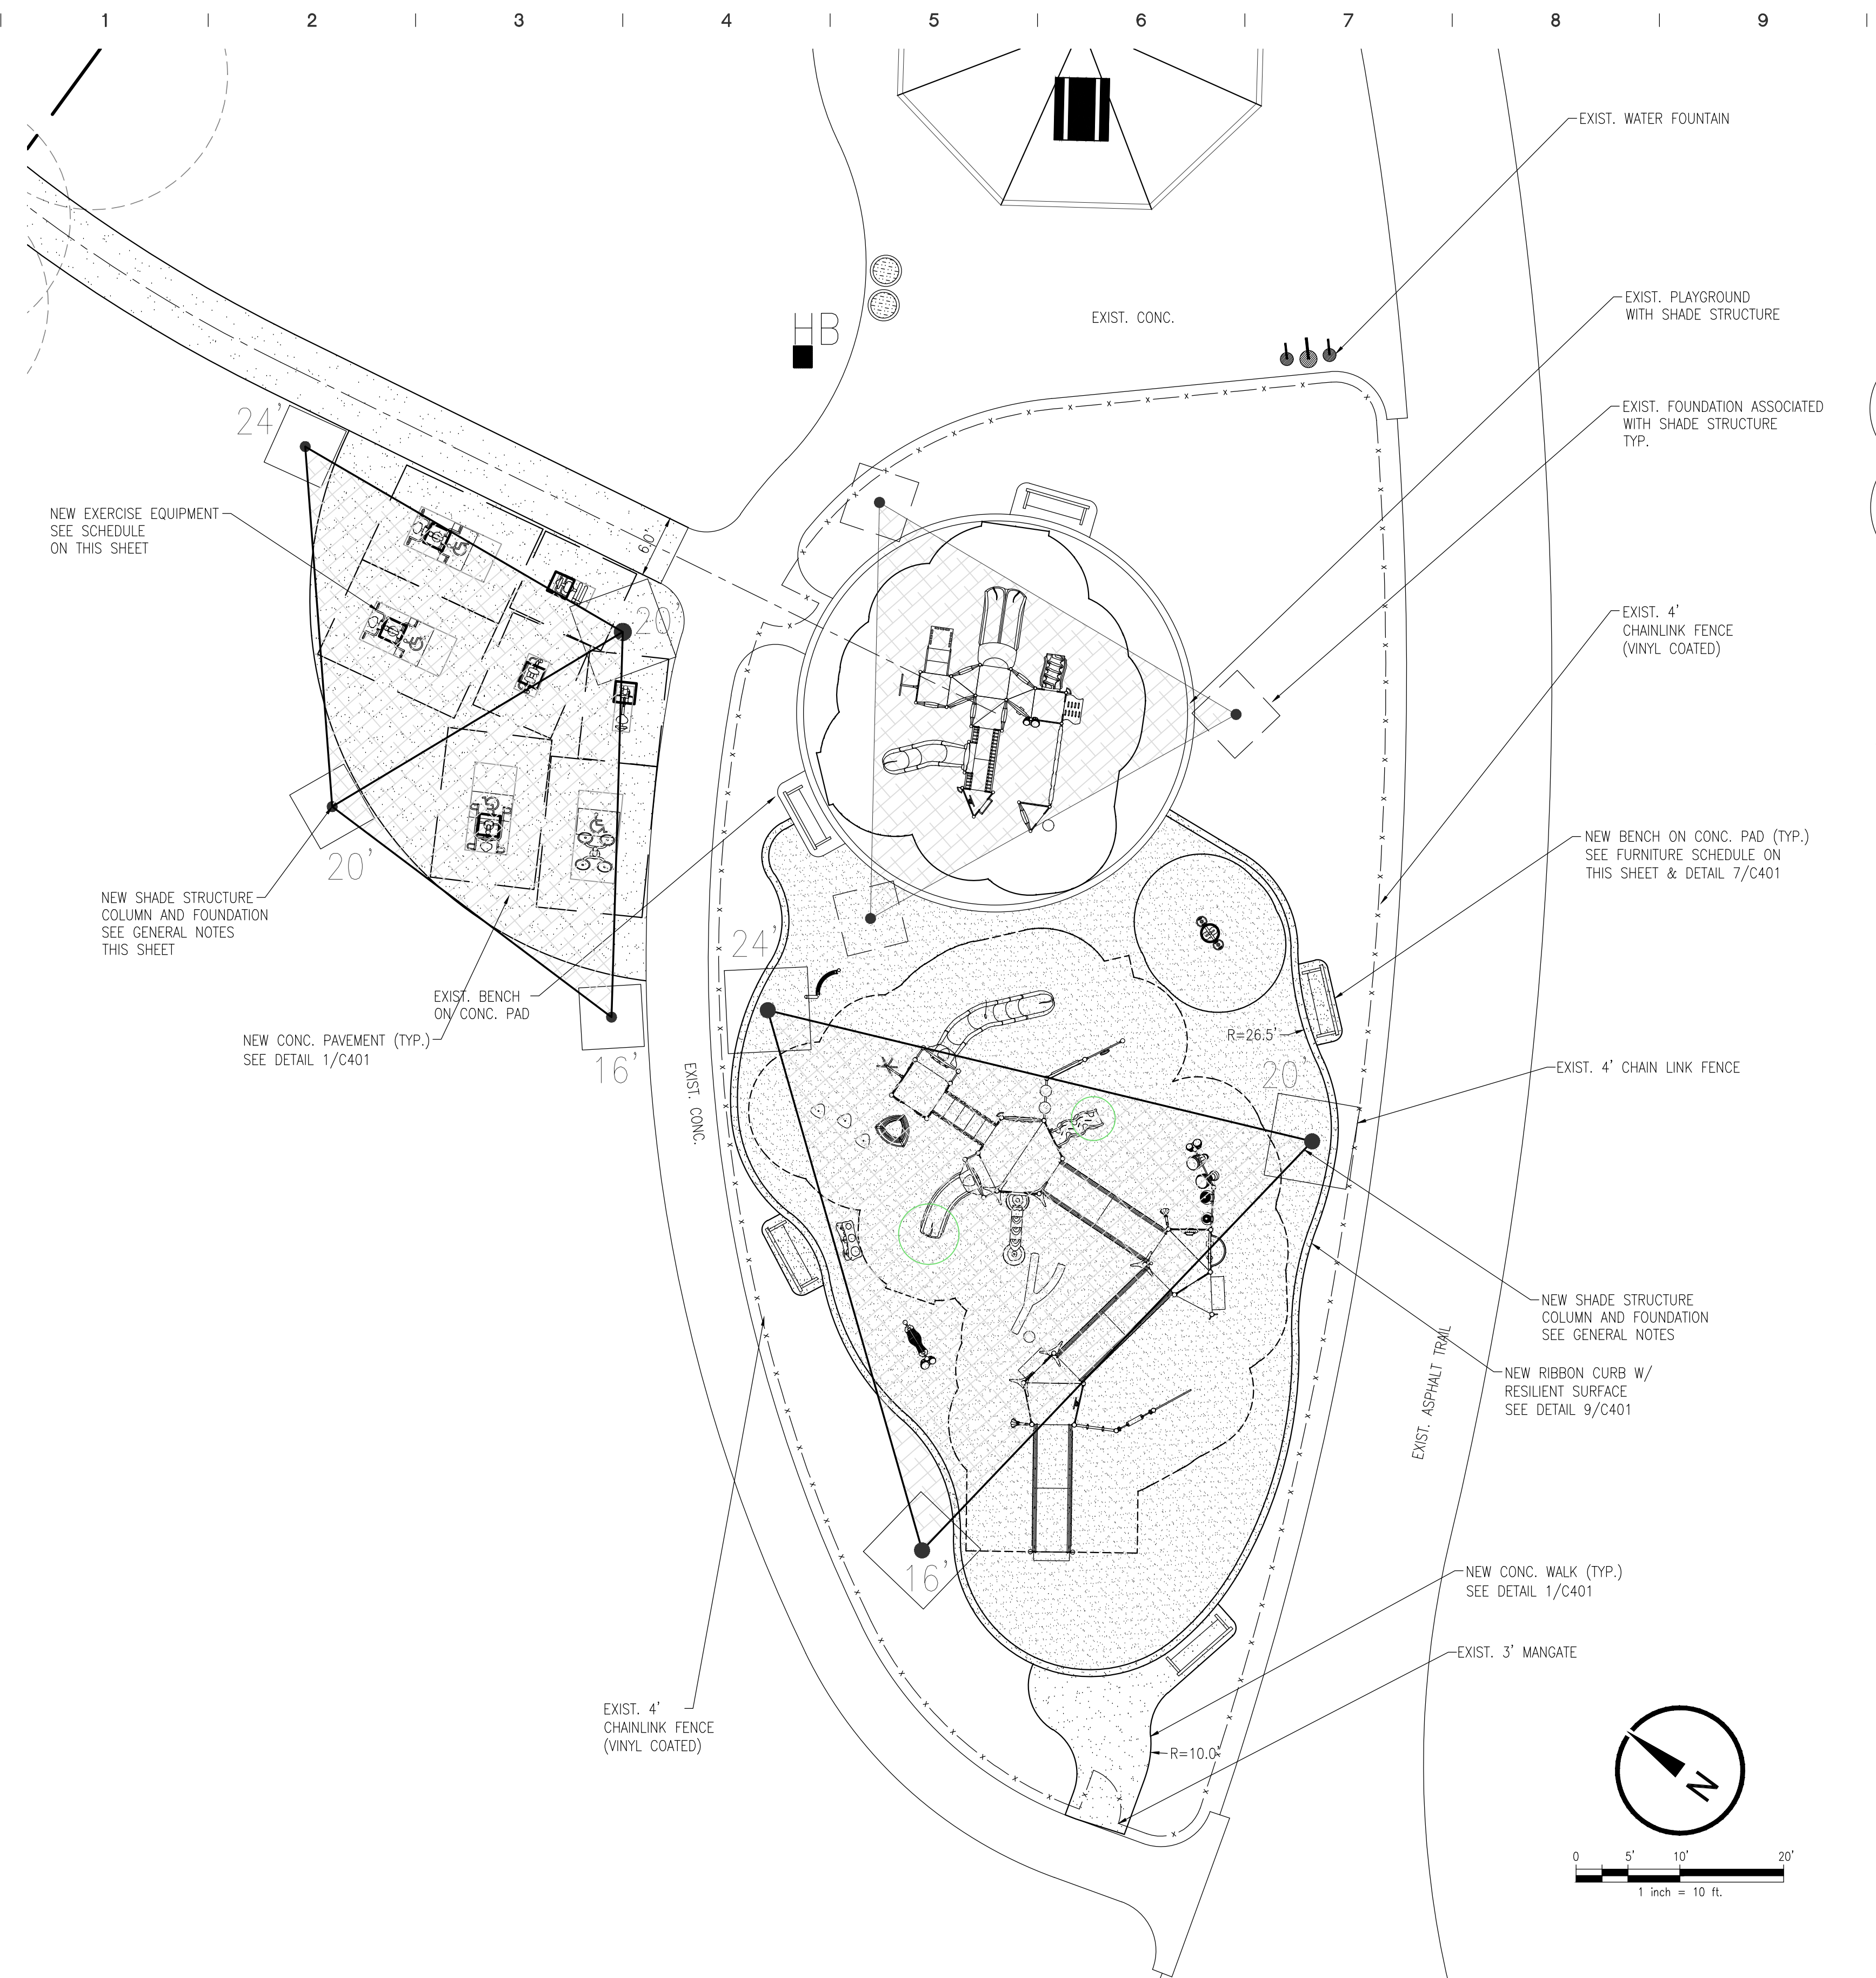 1 2 3 4 5 6 7 8 9
EXIST. WATER FOUNTAIN
EXIST. PLAYGROUND
WITH SHADE STRUCTURE
HB
EXIST. CONC.
EXIST. FOUNDATION ASSOCIATED
WITH SHADE STRUCTURE
TYP.
24'
NEW EXERCISE EQUIPMENT
SEE SCHEDULE
ON THIS SHEET
6.0'
20'
EXIST. 4'
CHAINLINK FENCE
(VINYL COATED)
20'
NEW BENCH ON CONC. PAD (TYP.)
SEE FURNITURE SCHEDULE ON
THIS SHEET & DETAIL 7/C401
NEW SHADE STRUCTURE
COLUMN AND FOUNDATION
SEE GENERAL NOTES
THIS SHEET
24'
EXIST. BENCH
ON CONC. PAD
NEW CONC. PAVEMENT (TYP.)
SEE DETAIL 1/C401
16'
R=26.5'
20'
EXIST. 4' CHAIN LINK FENCE
EXIST. CONC.
NEW SHADE STRUCTURE
COLUMN AND FOUNDATION
SEE GENERAL NOTES
EXIST. ASPHALT TRAIL
NEW RIBBON CURB W/
RESILIENT SURFACE
SEE DETAIL 9/C401
16'
NEW CONC. WALK (TYP.)
SEE DETAIL 1/C401
EXIST. 3' MANGATE
EXIST. 4'
CHAINLINK FENCE
(VINYL COATED)
R=10.0'
N
0 5' 10' 20'
1 inch = 10 ft.